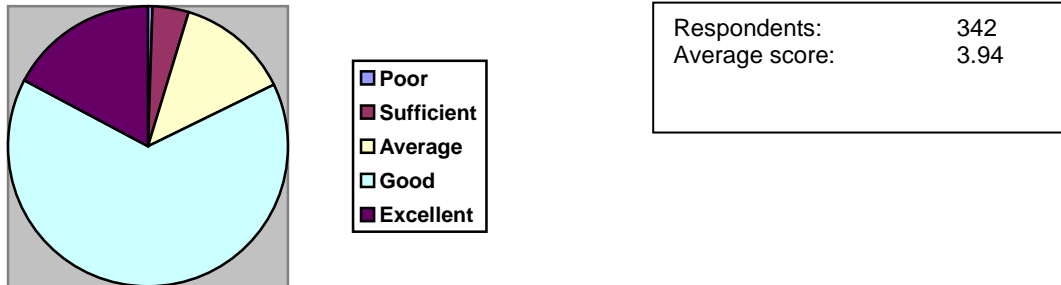 Poor
Sufficient
Average
Good
Excellent
Respondents: 342
Average score: 3.94